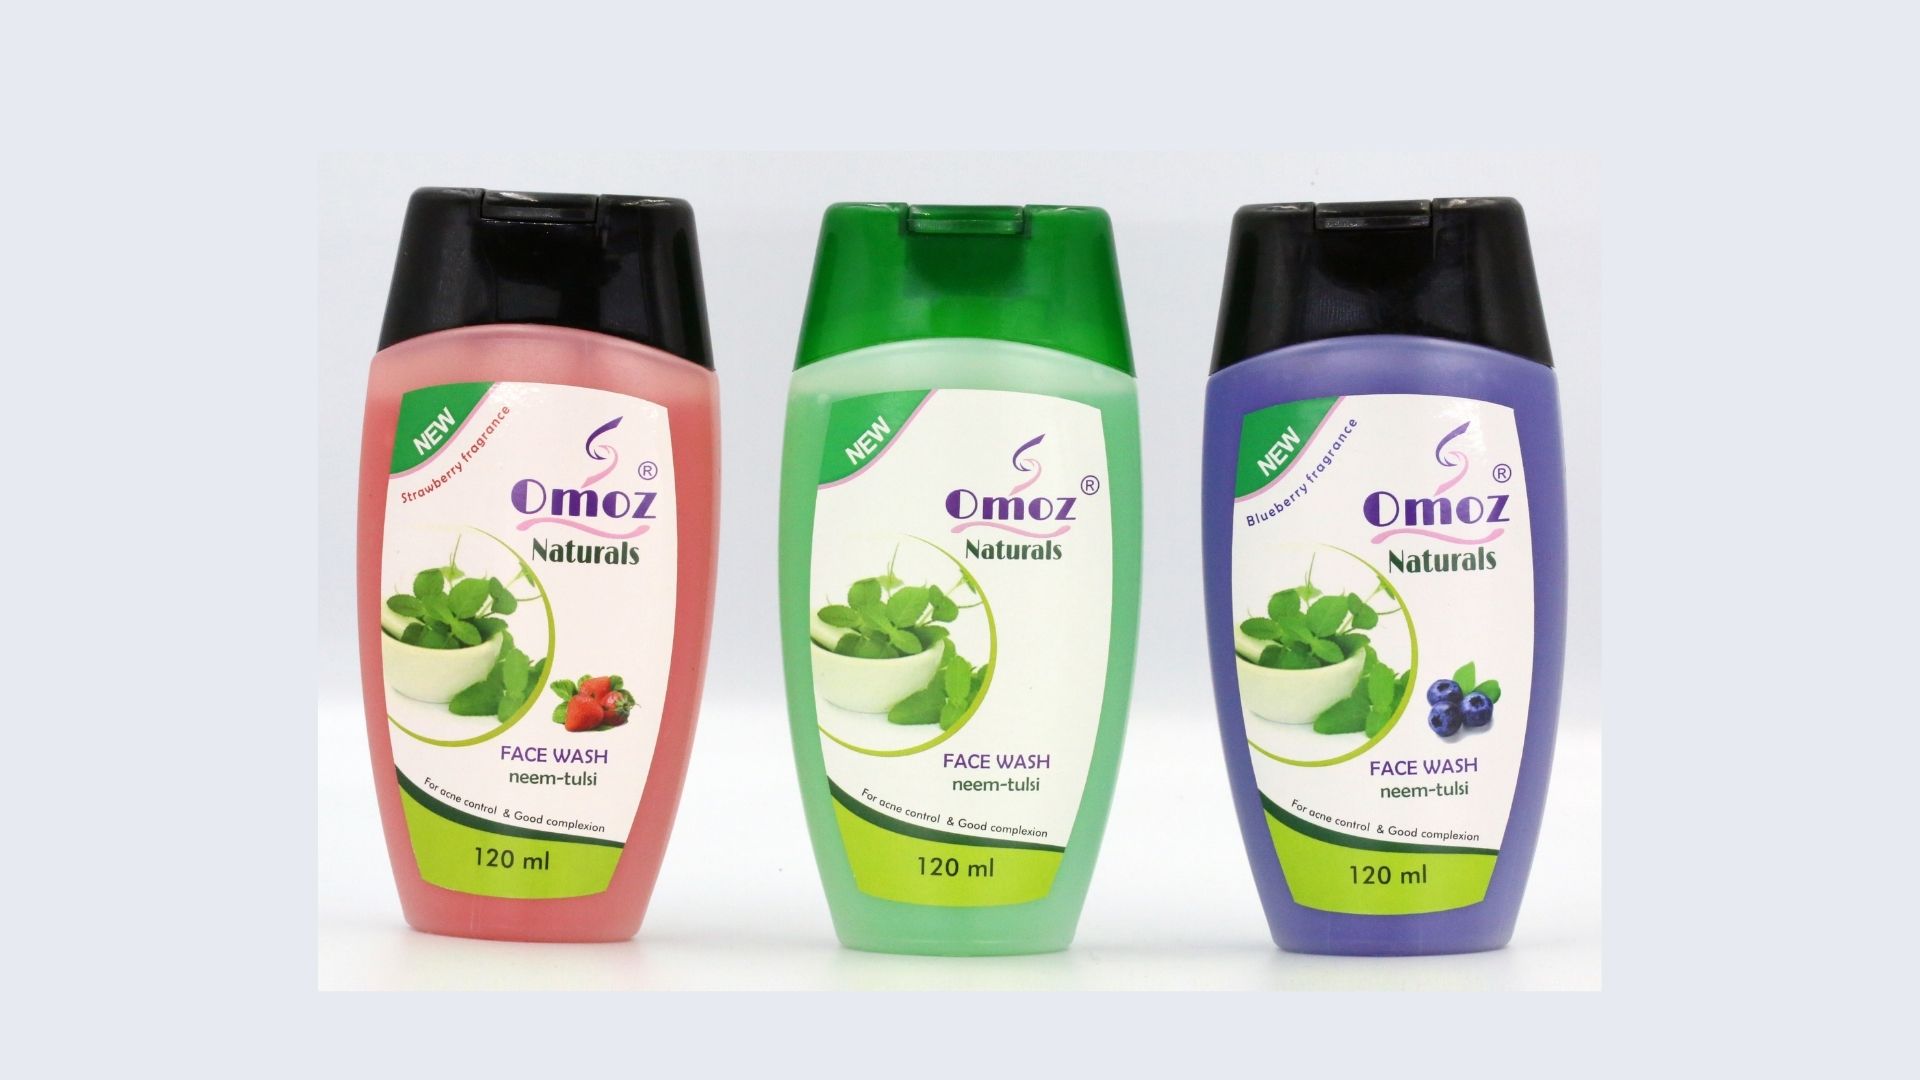 NEW
Strawberry fragrance
Omoz ®
Naturals
FACE WASH
neem-tulsi
For acne control & Good complexion
120 ml
NEW
Omoz ®
Naturals
FACE WASH
neem-tulsi
For acne control & Good complexion
120 ml
NEW
Blueberry fragrance
Omoz ®
Naturals
FACE WASH
neem-tulsi
For acne control & Good complexion
120 ml